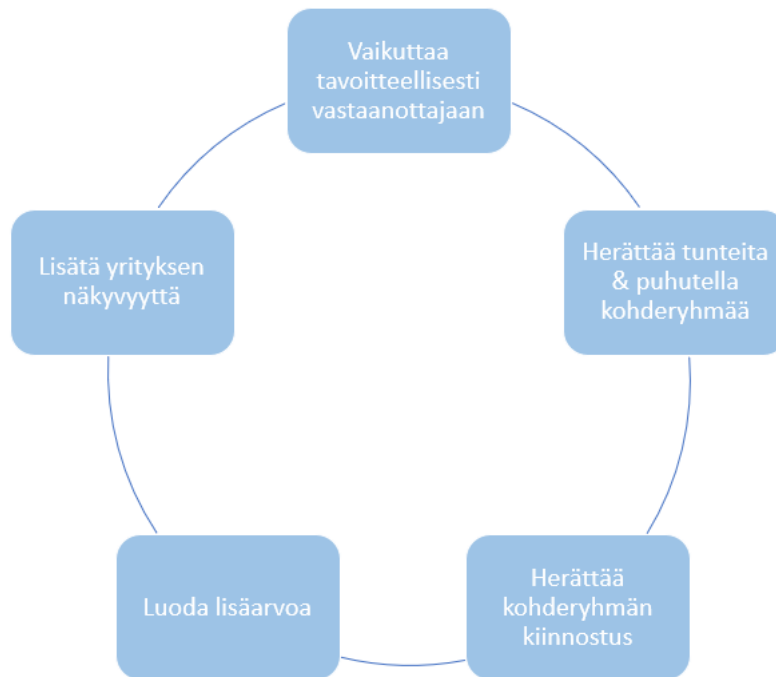 Vaikuttaa
tavoitteellisesti
vastaanottajaan
Herättää tunteita
& puhutella
kohderyhmää
Herättää
kohderyhmän
kiinnostus
Luoda lisäarvoa
Lisätä yrityksen
näkyvyyttä